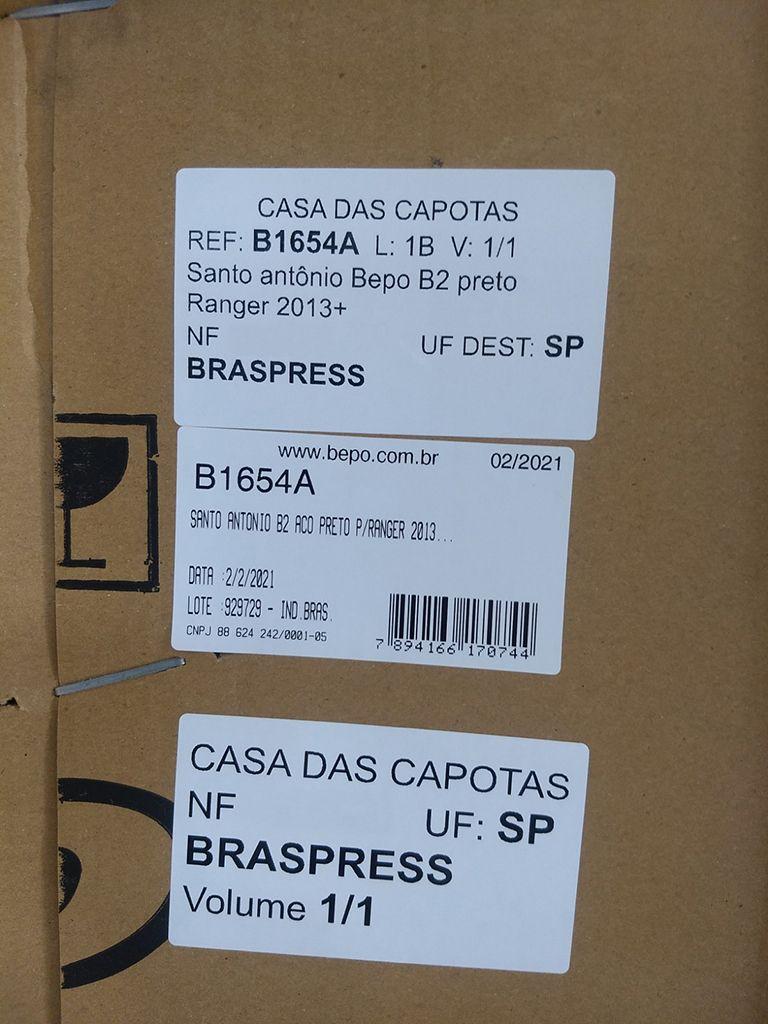 CASA DAS CAPOTAS
REF: B1654A L: 1B V: 1/1
Santo antônio Bepo B2 preto
Ranger 2013+
NF UF DEST: SP
BRASPRESS
www.bepo.com.br 02/2021
B1654A
SANTO ANTONIO B2 ACO PRETO P/RANGER 2013...
DATA :2/2/2021
LOTE :929729 - IND.BRAS.
CNPJ 88 624 242/0001-05
7 894166 170744
CASA DAS CAPOTAS
NF UF: SP
BRASPRESS
Volume 1/1